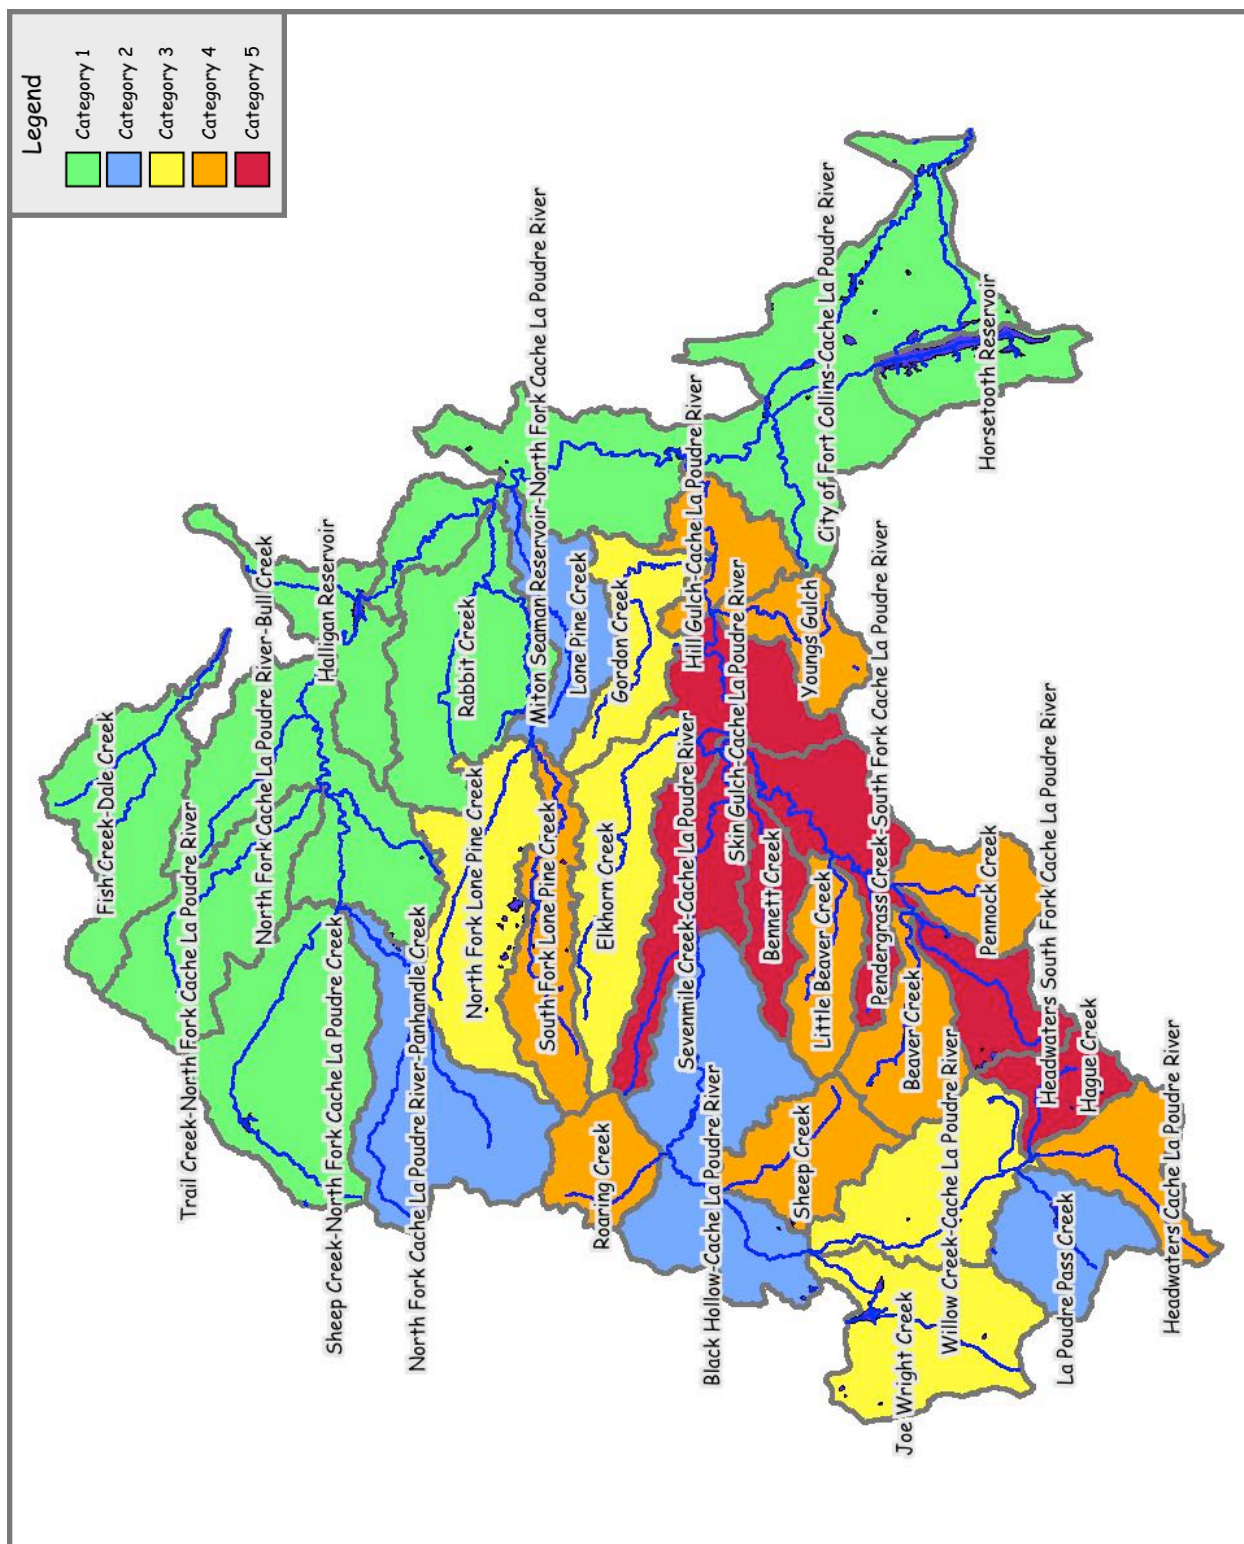 Legend
Category 1
Category 2
Category 3
Category 4
Category 5
Fish Creek-Dale Creek
Trail Creek-North Fork Cache La Poudre River
North Fork Cache La Poudre River-Bull Creek
Halligan Reservoir
Sheep Creek-North Fork Cache La Poudre Creek
North Fork Cache La Poudre River-Panhandle Creek
Rabbit Creek
North Fork Lone Pine Creek
Miton Seaman Reservoir-North Fork Cache La Poudre River
South Fork Lone Pine Creek
Lone Pine Creek
Elkhorn Creek
Gordon Creek
Roaring Creek
Sevenmile Creek-Cache La Poudre River
Hill Gulch-Cache La Poudre River
Black Hollow-Cache La Poudre River
Skin Gulch-Cache La Poudre River
Bennett Creek
Sheep Creek
Little Beaver Creek
Youngs Gulch
City of Fort Collins-Cache La Poudre River
Pendergrass Creek-South Fork Cache La Poudre River
Joe Wright Creek
Beaver Creek
Willow Creek-Cache La Poudre River
Pennock Creek
Horsetooth Reservoir
Headwaters South Fork Cache La Poudre River
La Poudre Pass Creek
Hague Creek
Headwaters Cache La Poudre River